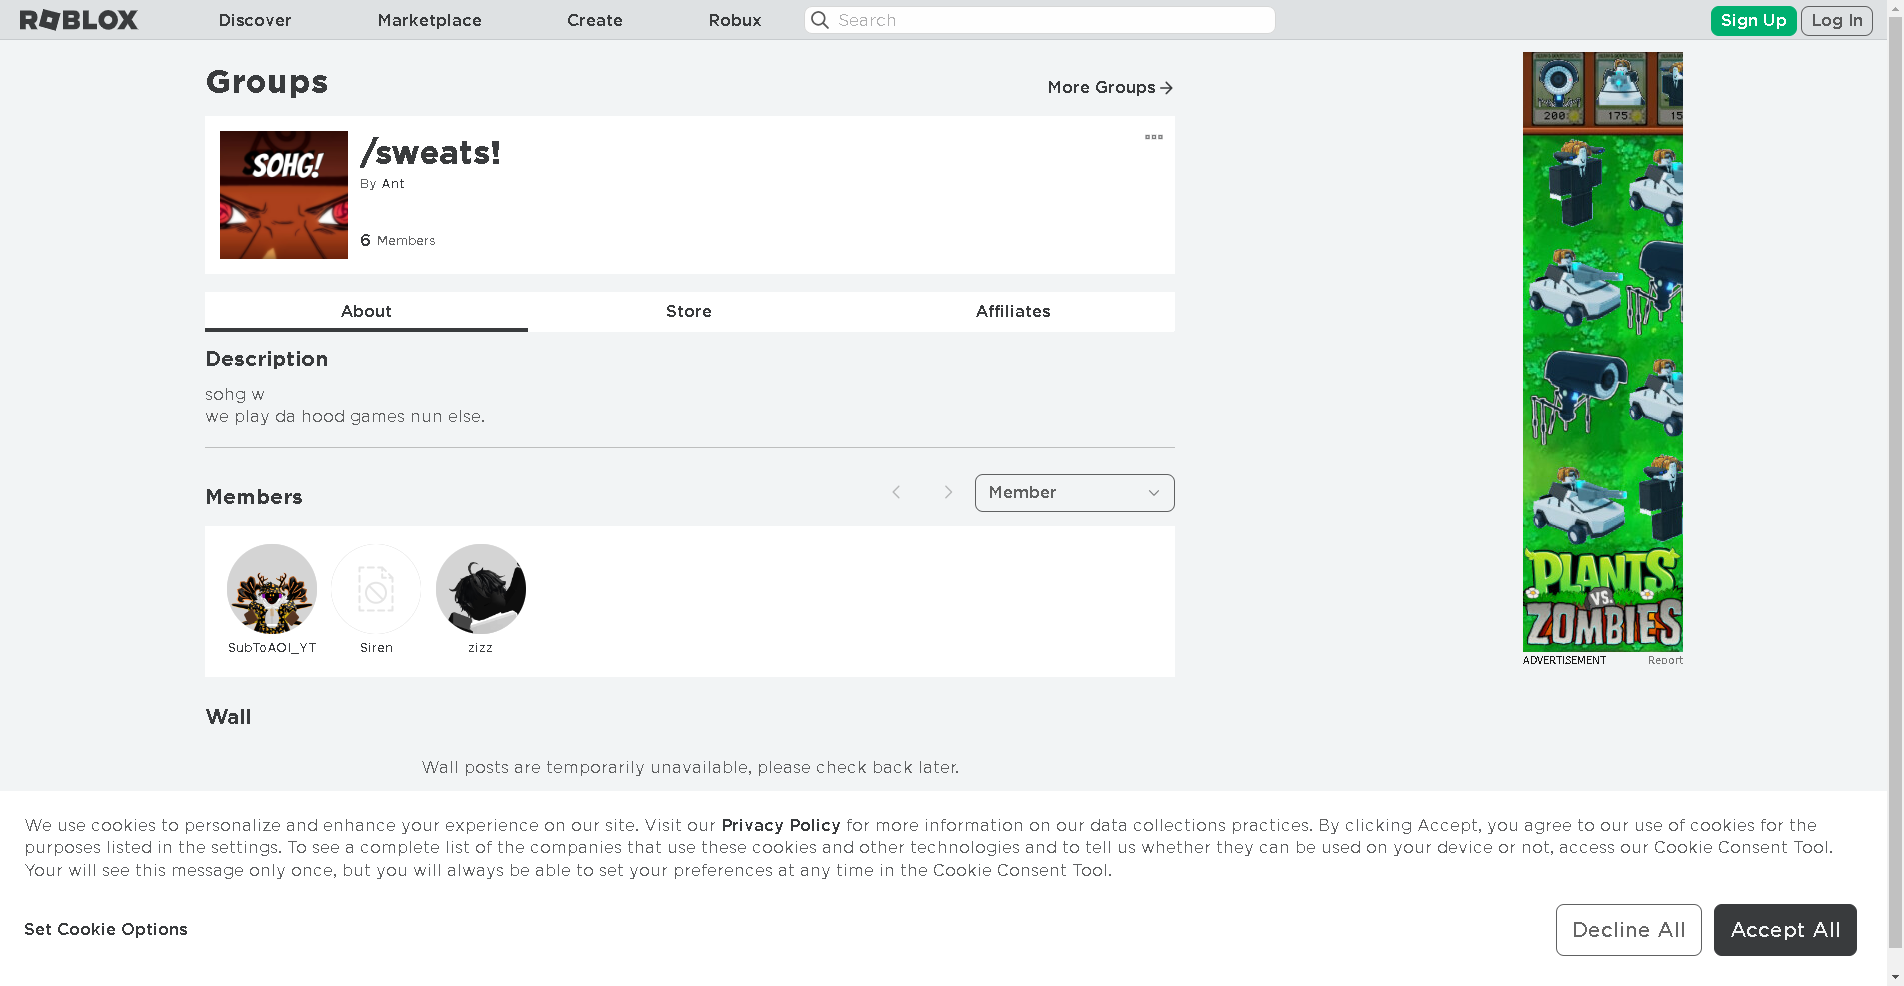 ROBLOX Discover Marketplace Create Robux Search Sign Up Log In
Groups
More Groups
SOHG!
/sweats!
By Ant
6 Members
About Store Affiliates
Description
sohg w
we play da hood games nun else.
Members
Member
SubToAOI_YT Siren zizz
Wall
Wall posts are temporarily unavailable, please check back later.
200 175 15
PLANTS
VS.
ZOMBIES
ADVERTISEMENT Report
We use cookies to personalize and enhance your experience on our site. Visit our Privacy Policy for more information on our data collections practices. By clicking Accept, you agree to our use of cookies for the
purposes listed in the settings. To see a complete list of the companies that use these cookies and other technologies and to tell us whether they can be used on your device or not, access our Cookie Consent Tool.
Your will see this message only once, but you will always be able to set your preferences at any time in the Cookie Consent Tool.
Set Cookie Options
Decline All Accept All